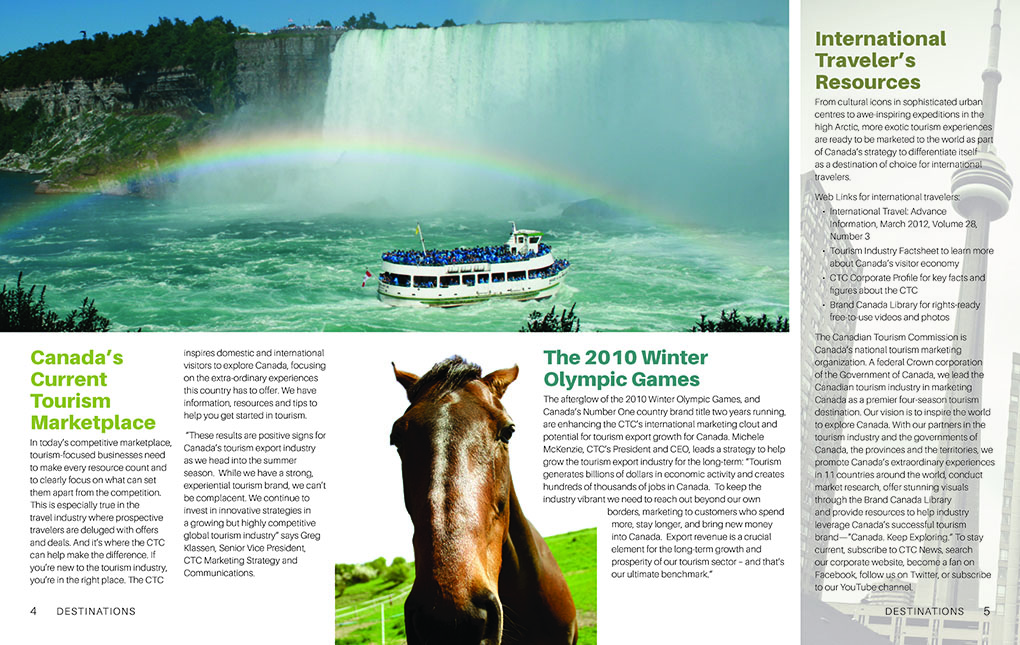 Canada's
Current
Tourism
Marketplace
In today's competitive marketplace,
tourism-focused businesses need
to make every resource count and
to clearly focus on what can set
them apart from the competition.
This is especially true in the
travel industry where prospective
travelers are deluged with offers
and deals. And it's where the CTC
can help make the difference. If
you're new to the tourism industry,
you're in the right place. The CTC
inspires domestic and international
visitors to explore Canada, focusing
on the extra-ordinary experiences
this country has to offer. We have
information, resources and tips to
help you get started in tourism.
"These results are positive signs for
Canada's tourism export industry
as we head into the summer
season. While we have a strong,
experiential tourism brand, we can't
be complacent. We continue to
invest in innovative strategies in
a growing but highly competitive
global tourism industry" says Greg
Klassen, Senior Vice President,
CTC Marketing Strategy and
Communications.
The 2010 Winter
Olympic Games
The afterglow of the 2010 Winter Olympic Games, and
Canada's Number One country brand title two years running,
are enhancing the CTC's international marketing clout and
potential for tourism export growth for Canada. Michele
McKenzie, CTC's President and CEO, leads a strategy to help
grow the tourism export industry for the long-term: "Tourism
generates billions of dollars in economic activity and creates
hundreds of thousands of jobs in Canada. To keep the
industry vibrant we need to reach out beyond our own
borders, marketing to customers who spend
more, stay longer, and bring new money
into Canada. Export revenue is a crucial
element for the long-term growth and
prosperity of our tourism sector – and that's
our ultimate benchmark."
4 DESTINATIONS
International
Traveler's
Resources
From cultural icons in sophisticated urban
centres to awe-inspiring expeditions in the
high Arctic, more exotic tourism experiences
are ready to be marketed to the world as part
of Canada's strategy to differentiate itself
as a destination of choice for international
travelers.
Web Links for international travelers:
• International Travel: Advance
Information, March 2012, Volume 28,
Number 3
• Tourism Industry Factsheet to learn more
about Canada's visitor economy
• CTC Corporate Profile for key facts and
figures about the CTC
• Brand Canada Library for rights-ready
free-to-use videos and photos
The Canadian Tourism Commission is
Canada's national tourism marketing
organization. A federal Crown corporation
of the Government of Canada, we lead the
Canadian tourism industry in marketing
Canada as a premier four-season tourism
destination. Our vision is to inspire the world
to explore Canada. With our partners in the
tourism industry and the governments of
Canada, the provinces and the territories, we
promote Canada's extraordinary experiences
in 11 countries around the world, conduct
market research, offer stunning visuals
through the Brand Canada Library
and provide resources to help industry
leverage Canada's successful tourism
brand—"Canada. Keep Exploring." To stay
current, subscribe to CTC News, search
our corporate website, become a fan on
Facebook, follow us on Twitter, or subscribe
to our YouTube channel.
DESTINATIONS 5